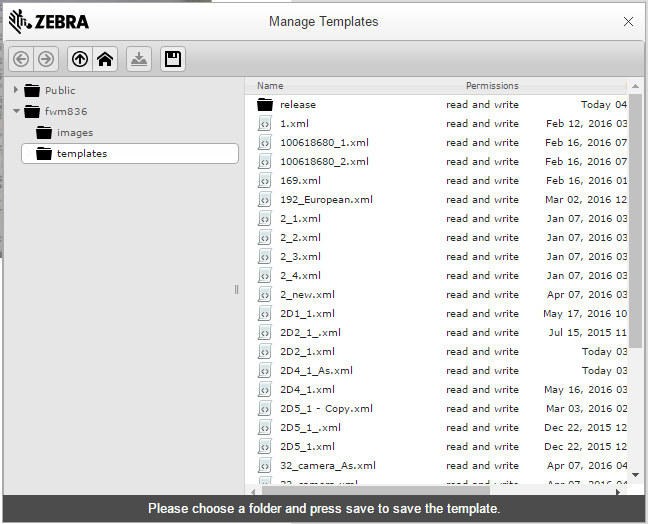 ZEBRA
Manage Templates
Name Permissions
Public
fwm836
images
templates
release read and write Today 04
1.xml read and write Feb 12, 2016 03
100618680_1.xml read and write Feb 16, 2016 07
100618680_2.xml read and write Feb 16, 2016 07
169.xml read and write Feb 16, 2016 01
192_European.xml read and write Mar 02, 2016 12
2_1.xml read and write Jan 07, 2016 03
2_2.xml read and write Jan 07, 2016 03
2_3.xml read and write Jan 07, 2016 03
2_4.xml read and write Jan 07, 2016 03
2_new.xml read and write Apr 07, 2016 03
2D1_1.xml read and write May 17, 2016 10
2D2_1_.xml read and write Jul 15, 2015 11
2D2_1.xml read and write Today 03
2D4_1_As.xml read and write Today 03
2D4_1.xml read and write May 16, 2016 03
2D5_1 - Copy.xml read and write Mar 03, 2016 02
2D5_1_.xml read and write Dec 22, 2015 12
2D5_1.xml read and write Dec 22, 2015 12
32_camera_As.xml read and write Apr 07, 2016 04
32_camera.xml read and write Apr 07, 2016 04
Please choose a folder and press save to save the template.